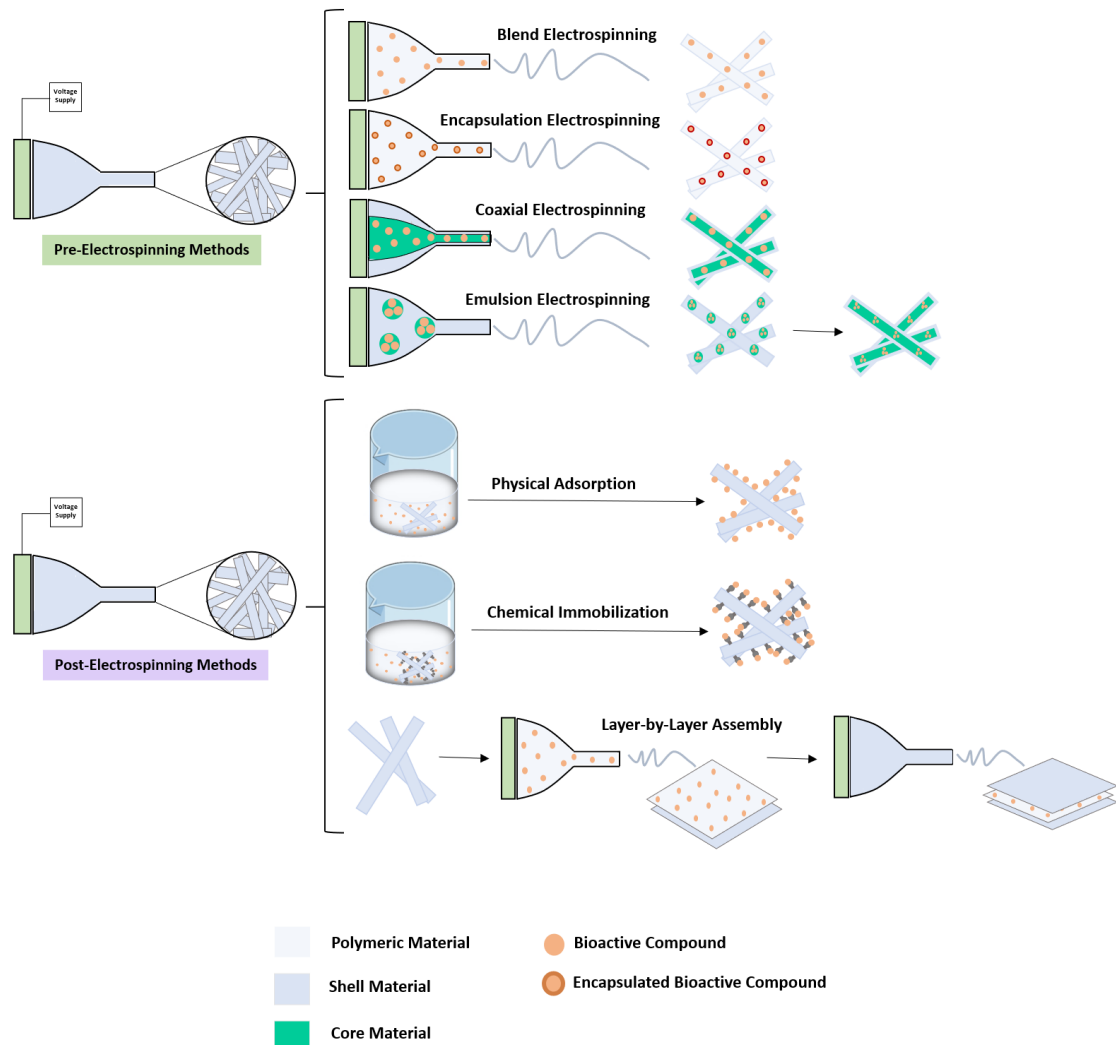 Voltage
Supply
Pre-Electrospinning Methods
Blend Electrospinning
Encapsulation Electrospinning
Coaxial Electrospinning
Emulsion Electrospinning
Voltage
Supply
Post-Electrospinning Methods
Physical Adsorption
Chemical Immobilization
Layer-by-Layer Assembly
Polymeric Material
Shell Material
Core Material
Bioactive Compound
Encapsulated Bioactive Compound